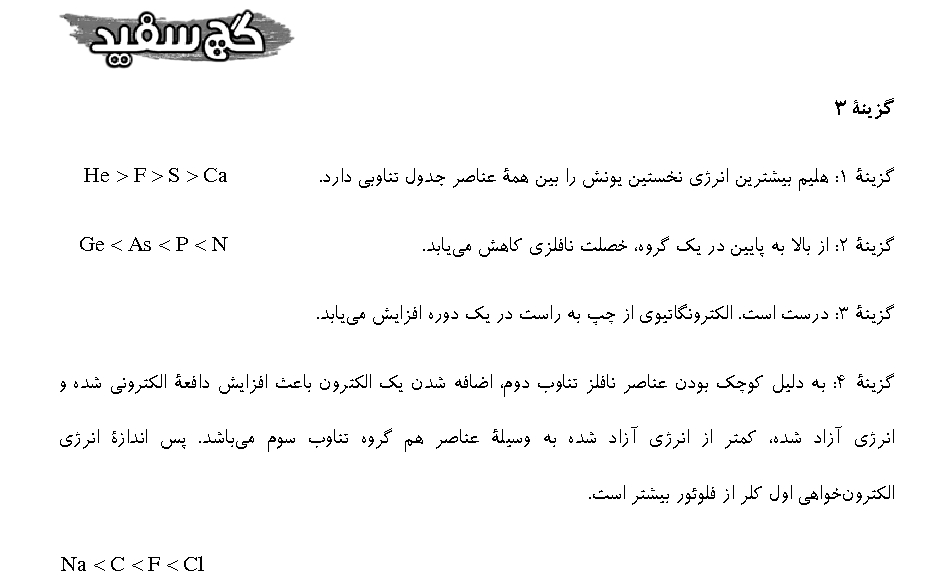 گچ سفید
گزینهٔ ۳
گزینهٔ ۱: هلیم بیشترین انرژی نخستین یونش را بین همهٔ عناصر جدول تناوبی دارد. He > F > S > Ca
گزینهٔ ۲: از بالا به پایین در یک گروه، خصلت نافلزی کاهش می‌یابد. Ge < As < P < N
گزینهٔ ۳: درست است. الکترونگاتیوی از چپ به راست در یک دوره افزایش می‌یابد.
گزینهٔ ۴: به دلیل کوچک بودن عناصر نافلز تناوب دوم، اضافه شدن یک الکترون باعث افزایش دافعهٔ الکترونی شده و
انرژی آزاد شده، کمتر از انرژی آزاد شده به وسیلهٔ عناصر هم گروه تناوب سوم می‌باشد. پس اندازهٔ انرژی
الکترون‌خواهی اول کلر از فلوئور بیشتر است.
Na < C < F < Cl